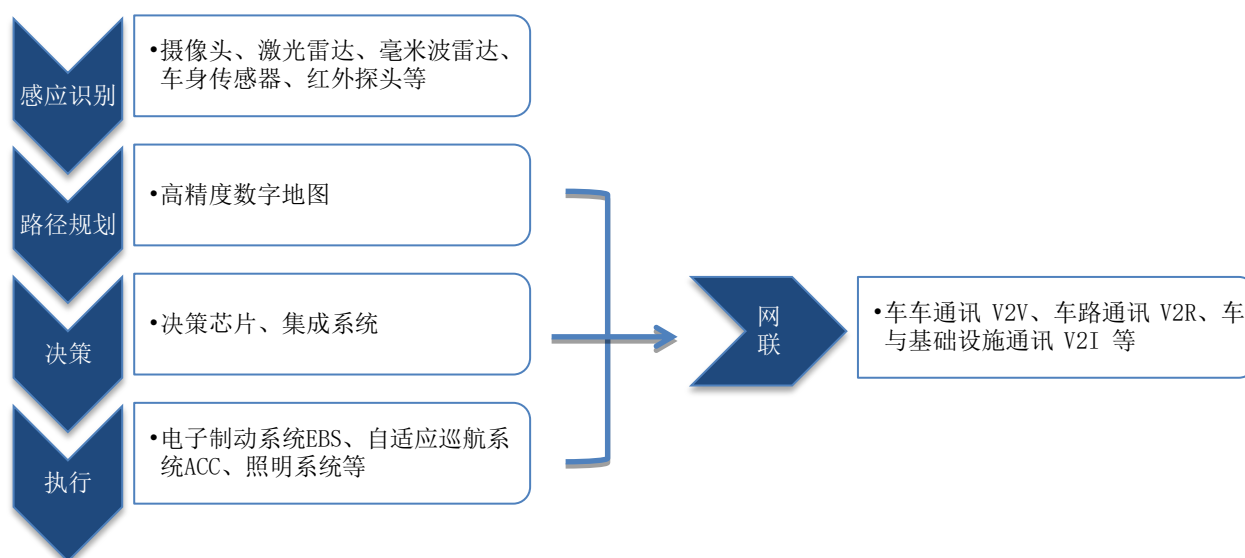 感应识别
•摄像头、激光雷达、毫米波雷达、
车身传感器、红外探头等
路径规划
•高精度数字地图
决策
•决策芯片、集成系统
执行
•电子制动系统EBS、自适应巡航系
统ACC、照明系统等
网
联
•车车通讯 V2V、车路通讯 V2R、车
与基础设施通讯 V2I 等